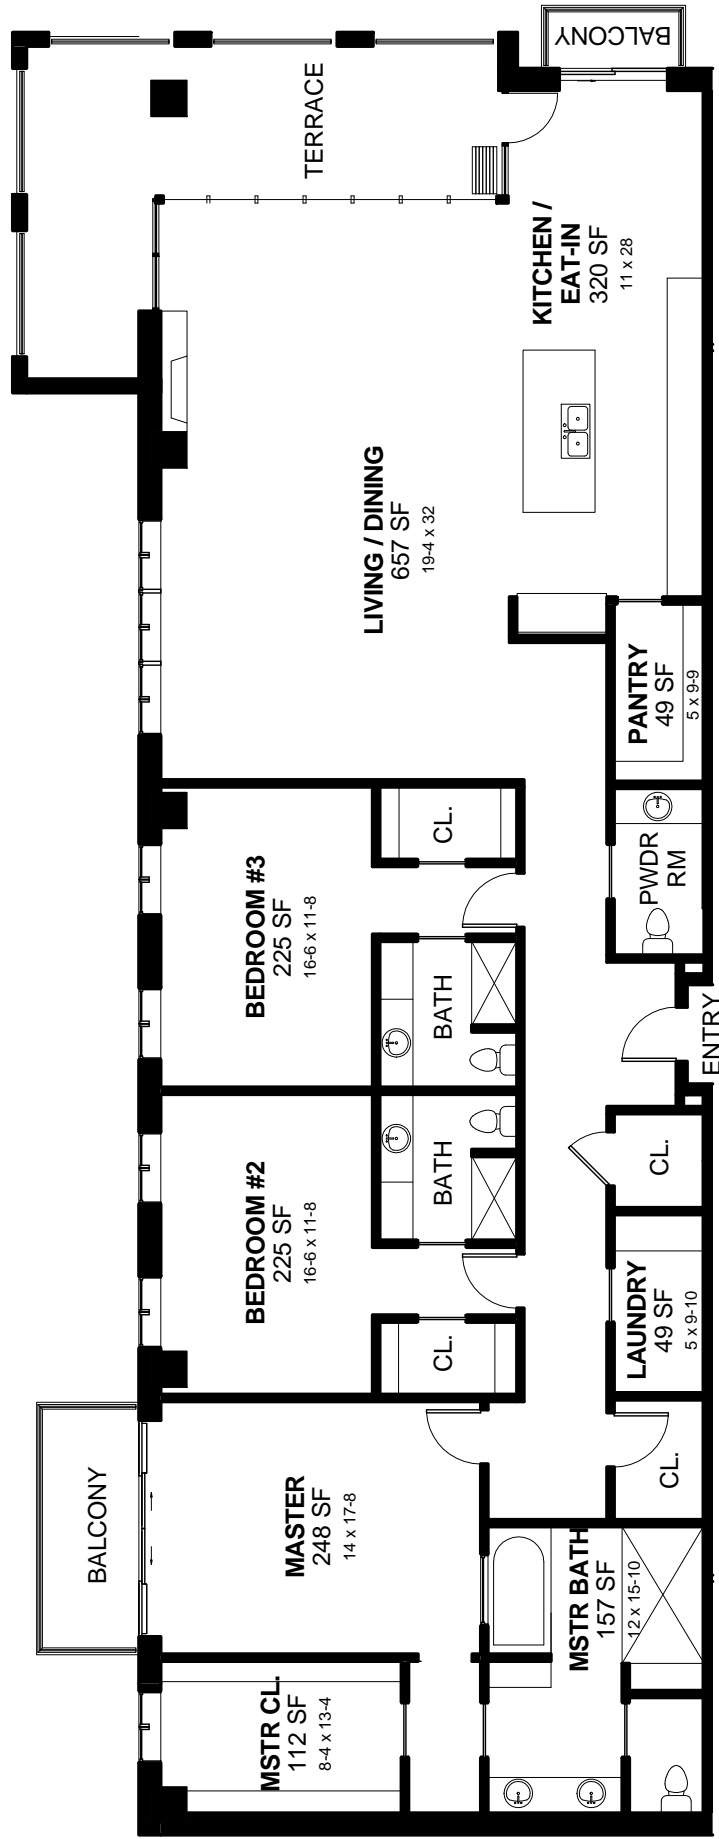 BALCONY
TERRACE
KITCHEN /
EAT-IN
320 SF
11 x 28
LIVING / DINING
657 SF
19-4 x 32
PANTRY
49 SF
5 x 9-9
BEDROOM #3
225 SF
16-6 x 11-8
CL.
PWDR
RM
BATH
ENTRY
BEDROOM #2
225 SF
16-6 x 11-8
BATH
CL.
CL.
LAUNDRY
49 SF
5 x 9-10
BALCONY
MASTER
248 SF
14 x 17-8
CL.
MSTR BATH
157 SF
12 x 15-10
MSTR CL.
112 SF
8-4 x 13-4